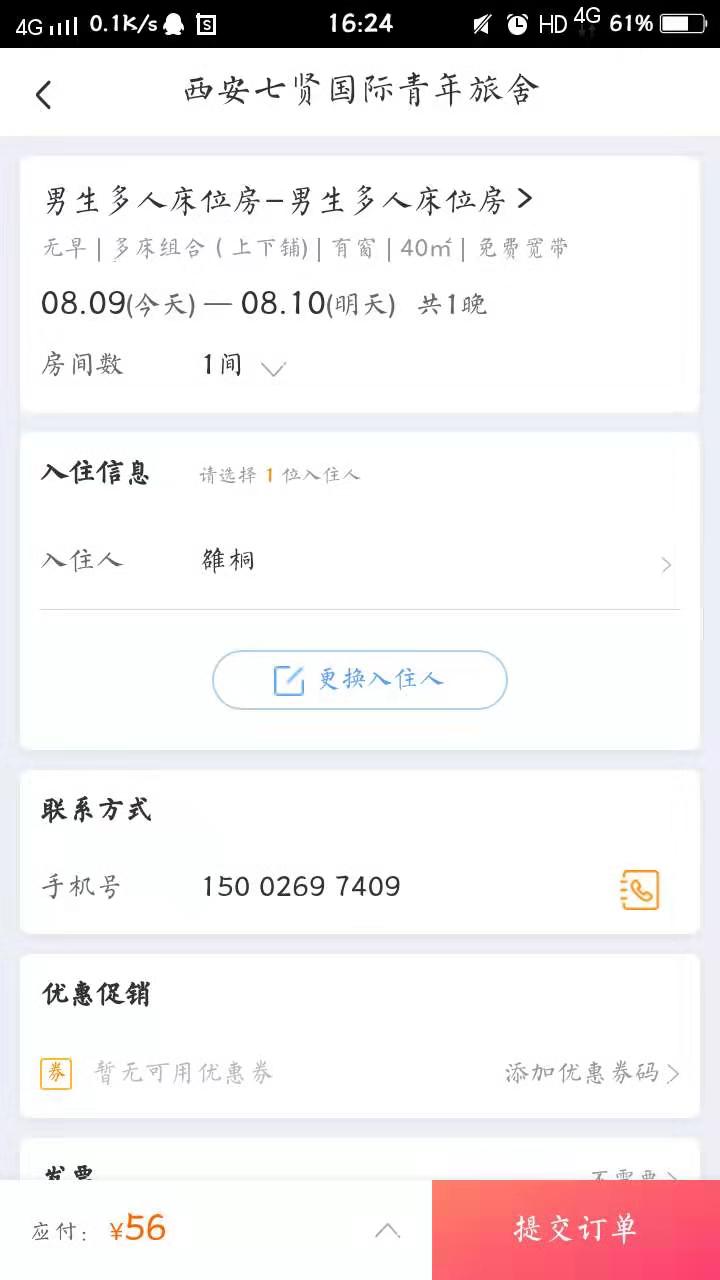 4G 0.1K/s S 16:24 HD 4G 61%
西安七贤国际青年旅舍
男生多人床位房-男生多人床位房
无早 | 多床组合 ( 上下铺) | 有窗 | 40㎡ | 免费宽带
08.09(今天) — 08.10(明天) 共1晚
房间数 1间
入住信息 请选择 1 位入住人
入住人 雒桐
更换入住人
联系方式
手机号 150 0269 7409
优惠促销
券 暂无可用优惠券 添加优惠券码
发票 不需要
应付: ¥56 提交订单